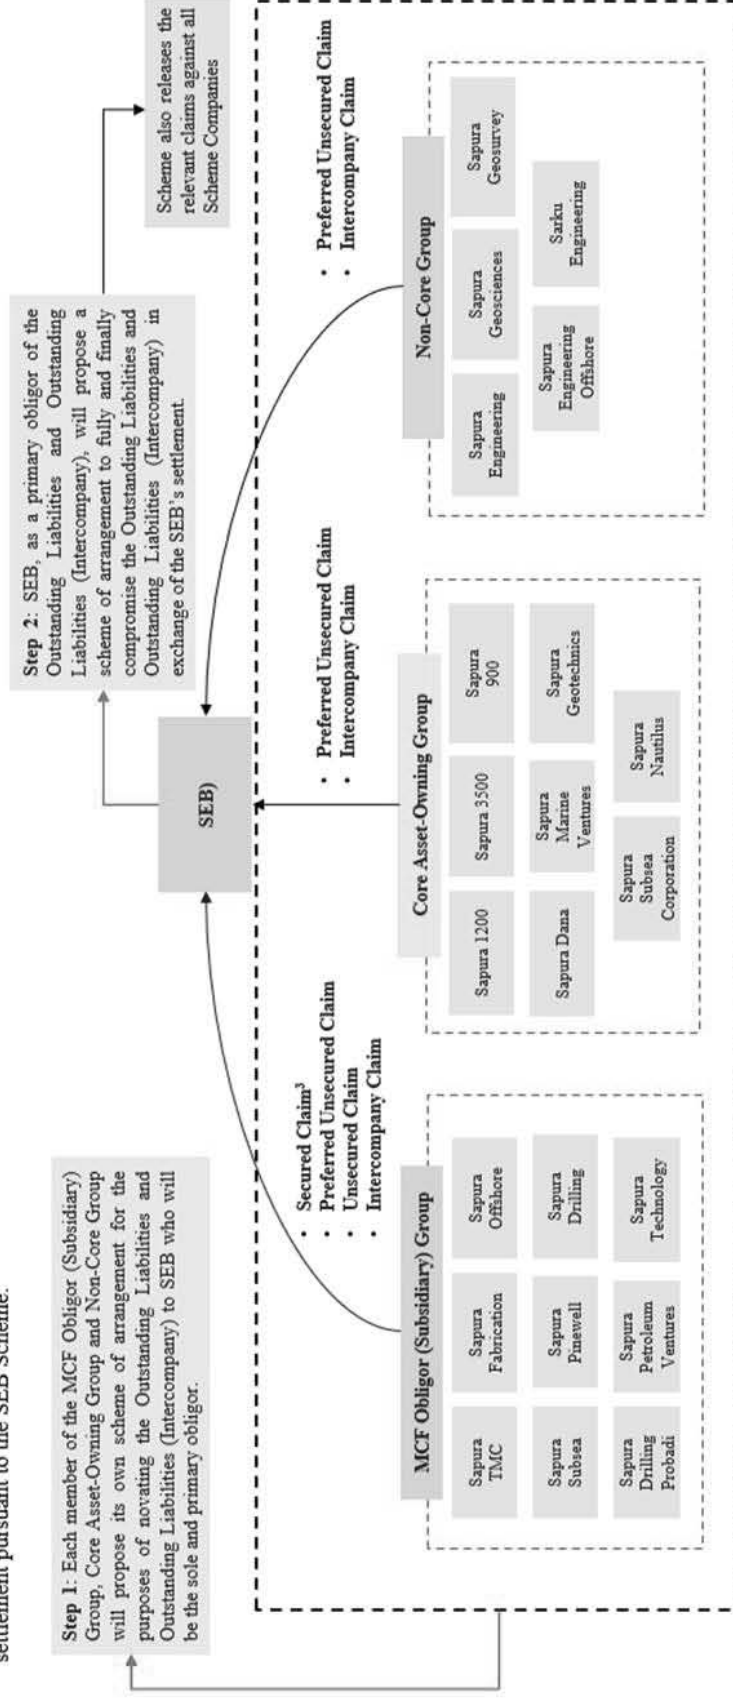 settlement pursuant to the SEB Scheme.
Step 1: Each member of the MCF Obligor (Subsidiary)
Group, Core Asset-Owning Group and Non-Core Group
will propose its own scheme of arrangement for the
purposes of novating the Outstanding Liabilities and
Outstanding Liabilities (Intercompany) to SEB who will
be the sole and primary obligor.
Step 2: SEB, as a primary obligor of the
Outstanding Liabilities and Outstanding
Liabilities (Intercompany), will propose a
scheme of arrangement to fully and finally
compromise the Outstanding Liabilities and
Outstanding Liabilities (Intercompany) in
exchange of the SEB's settlement.
Scheme also releases the
relevant claims against all
Scheme Companies
SEB)
• Secured Claim³
• Preferred Unsecured Claim
• Unsecured Claim
• Intercompany Claim
• Preferred Unsecured Claim
• Intercompany Claim
• Preferred Unsecured Claim
• Intercompany Claim
MCF Obligor (Subsidiary) Group
Sapura
TMC
Sapura
Fabrication
Sapura
Offshore
Sapura
Subsea
Sapura
Pinewell
Sapura
Drilling
Sapura
Drilling
Probadi
Sapura
Petroleum
Ventures
Sapura
Technology
Core Asset-Owning Group
Sapura 1200
Sapura 3500
Sapura
900
Sapura Dana
Sapura
Marine
Ventures
Sapura
Geotechnics
Sapura
Subsea
Corporation
Sapura
Nautilus
Non-Core Group
Sapura
Engineering
Sapura
Geosciences
Sapura
Geosurvey
Sapura
Engineering
Offshore
Sarku
Engineering